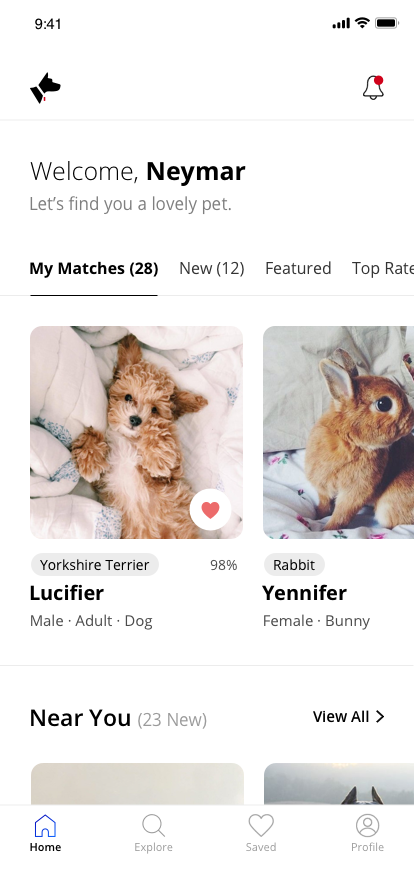 9:41
Welcome, Neymar
Let's find you a lovely pet.
My Matches (28) New (12) Featured Top Rate
Yorkshire Terrier 98% Rabbit
Lucifier Yennifer
Male · Adult · Dog Female · Bunny
Near You (23 New) View All
Home Explore Saved Profile